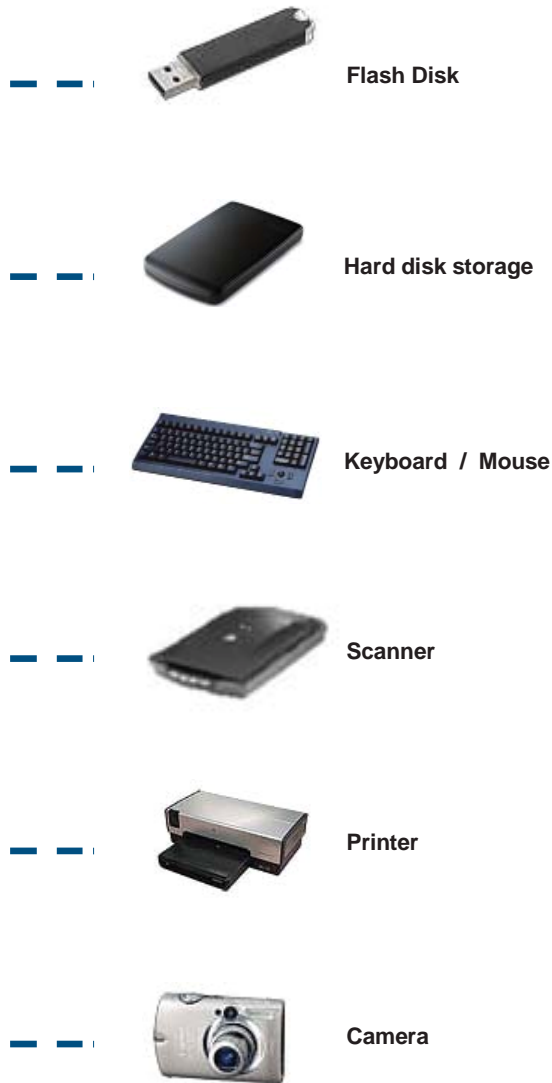 Flash Disk
Hard disk storage
Keyboard / Mouse
Scanner
Printer
Camera